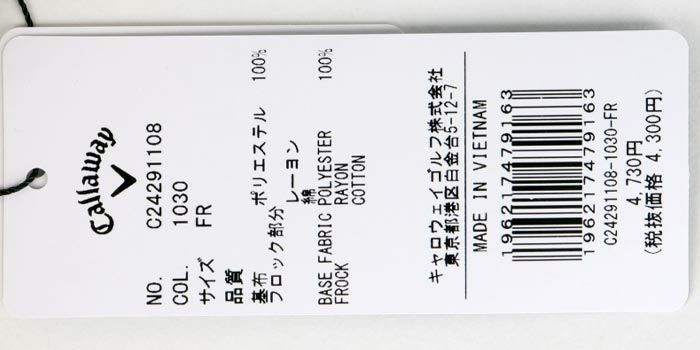 Callaway
NO. C24291108
COL. 1030
サイズ FR
品質
基布 ポリエステル 100%
フロック部分 レーヨン
綿 100%
BASE FABRIC POLYESTER
FROCK RAYON
COTTON
キャロウェイゴルフ株式会社
東京都港区白金台5-12-7
MADE IN VIETNAM
196217479163
196217479163
C24291108-1030-FR
4,730円
(税抜価格 4,300円)